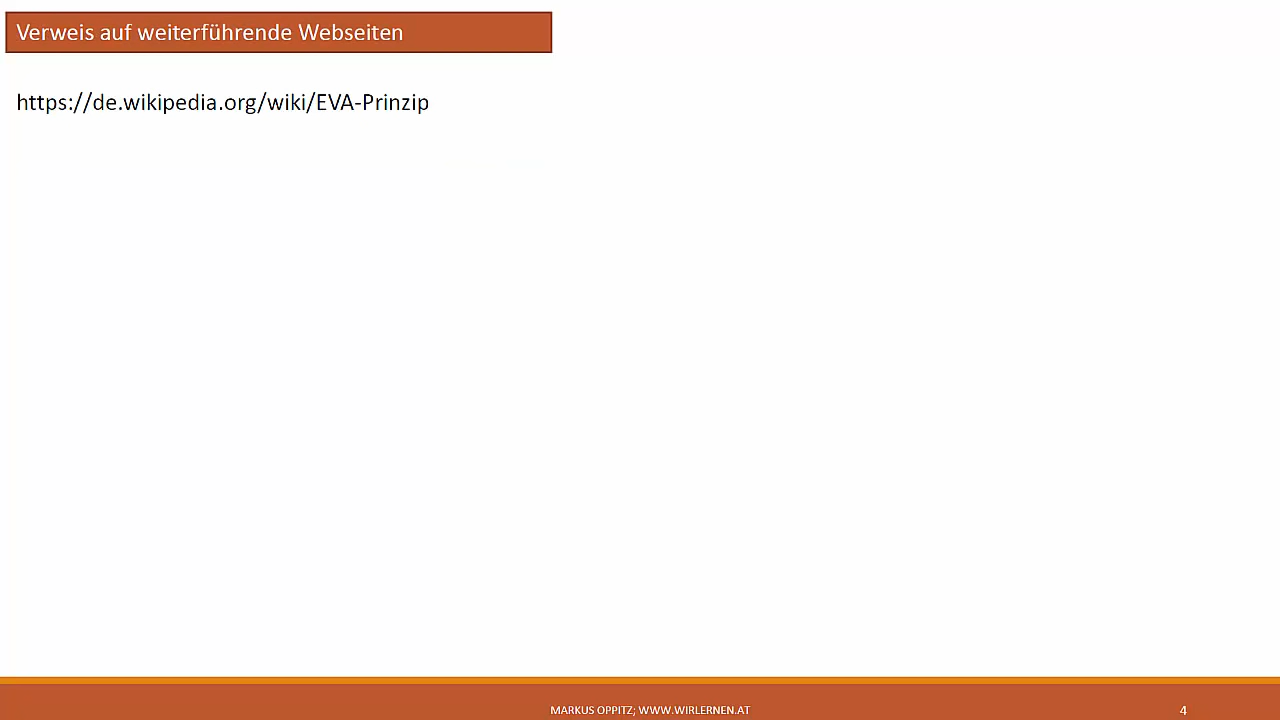 Verweis auf weiterführende Webseiten
https://de.wikipedia.org/wiki/EVA-Prinzip
MARKUS OPPITZ; WWW.WIRLERNEN.AT
4